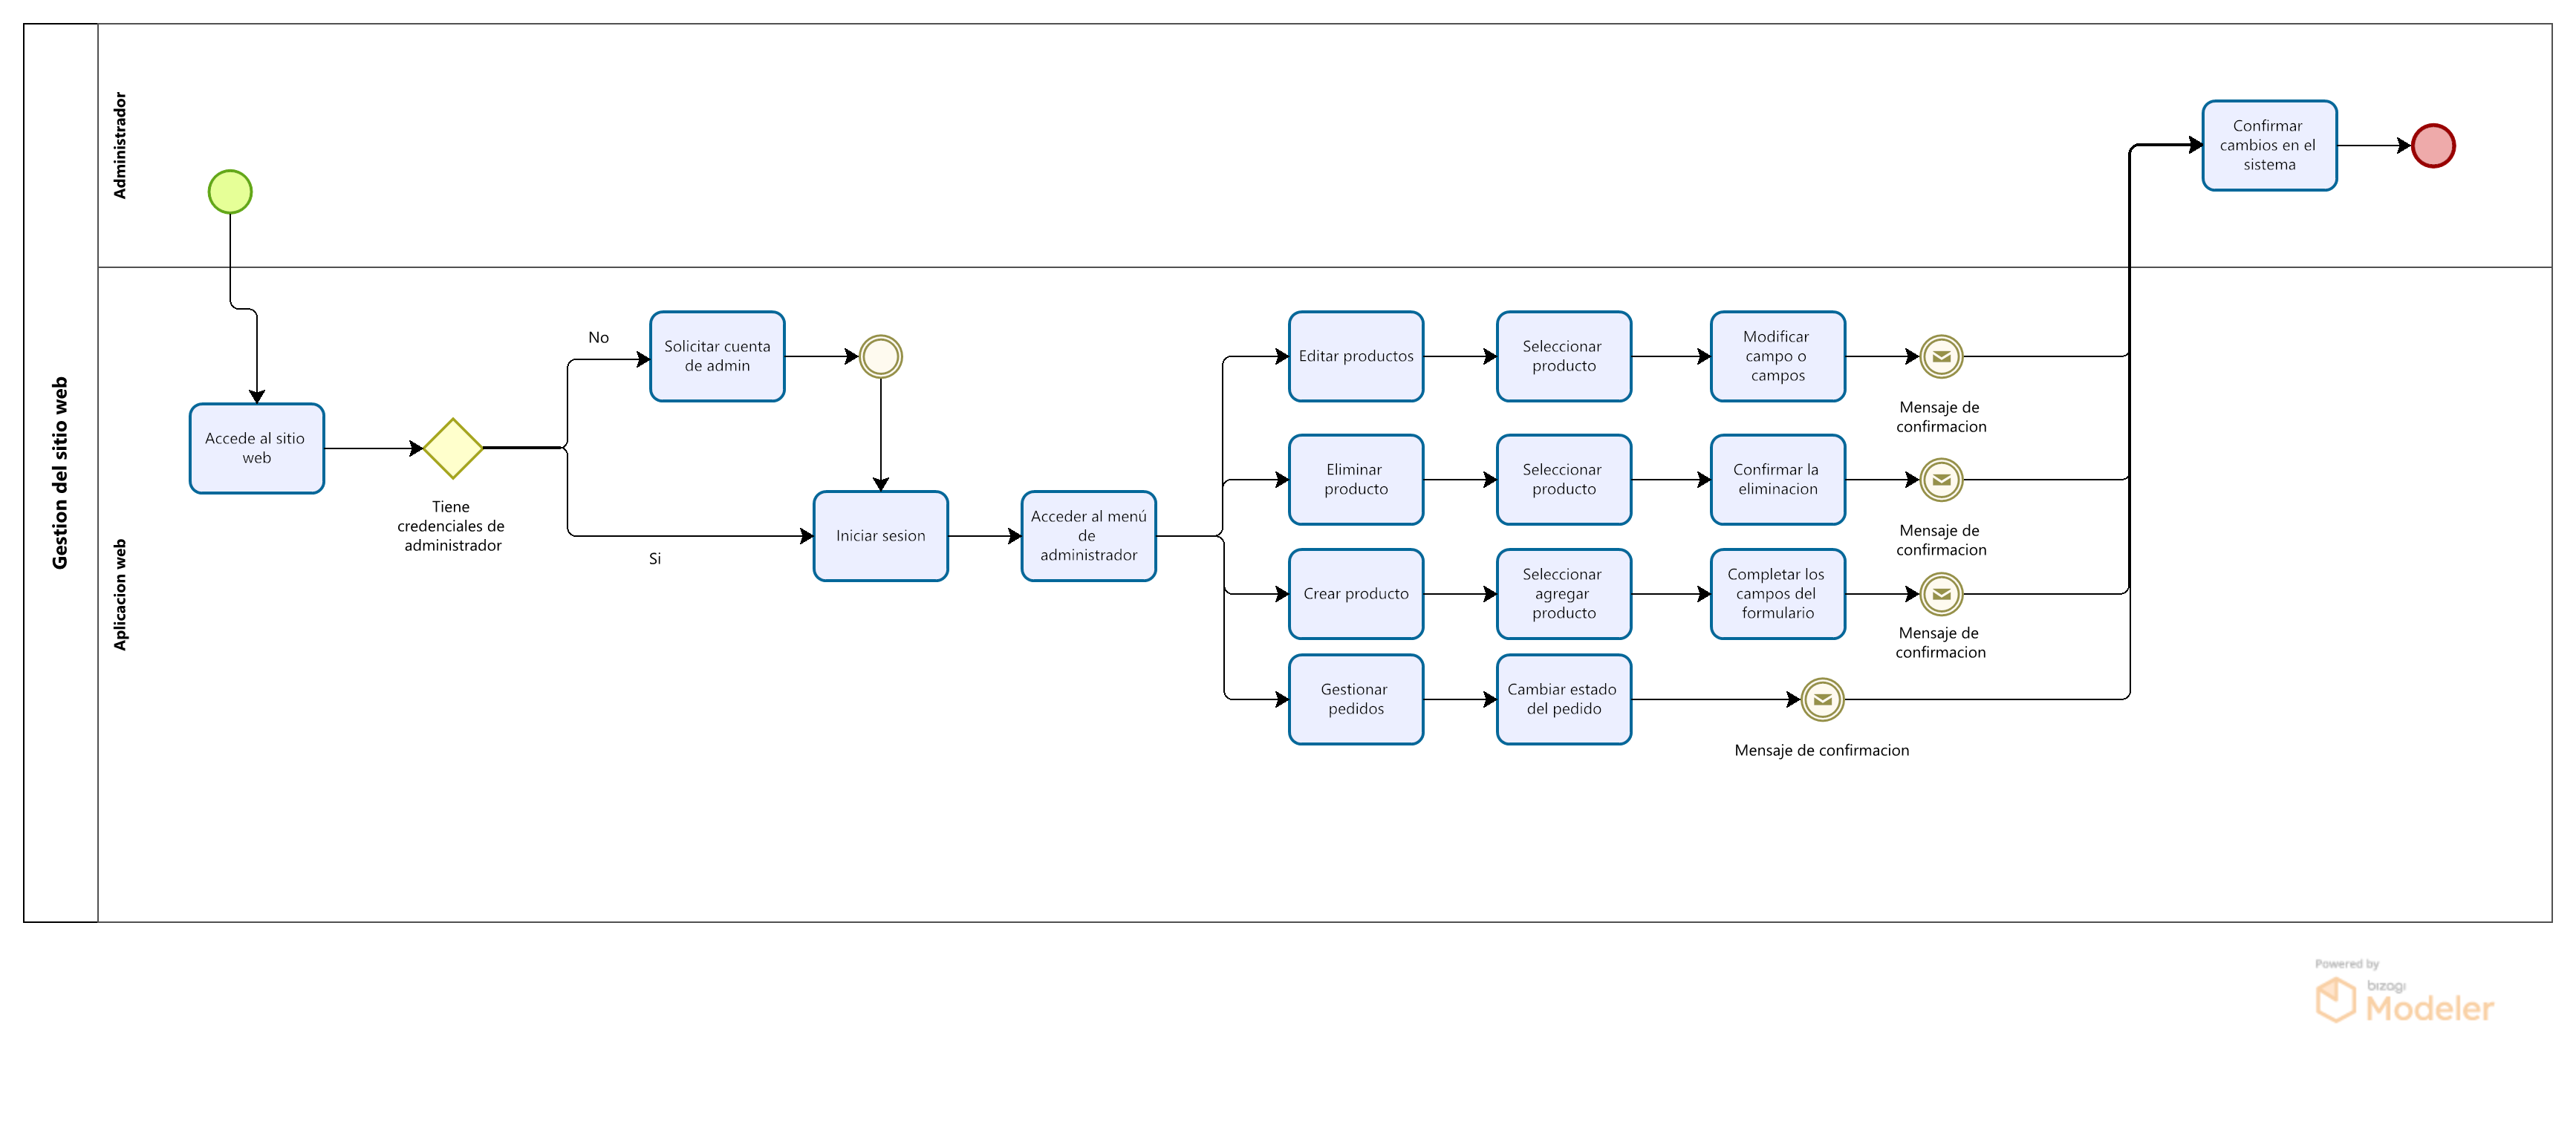 Gestion del sitio web
Administrador
Confirmar
cambios en el
sistema
Aplicacion web
Accede al sitio
web
Tiene
credenciales de
administrador
No
Si
Solicitar cuenta
de admin
Iniciar sesion
Acceder al menú
de
administrador
Editar productos
Seleccionar
producto
Modificar
campo o
campos
Mensaje de
confirmacion
Eliminar
producto
Seleccionar
producto
Confirmar la
eliminacion
Mensaje de
confirmacion
Crear producto
Seleccionar
agregar
producto
Completar los
campos del
formulario
Mensaje de
confirmacion
Gestionar
pedidos
Cambiar estado
del pedido
Mensaje de confirmacion
Powered by
bizagi
Modeler